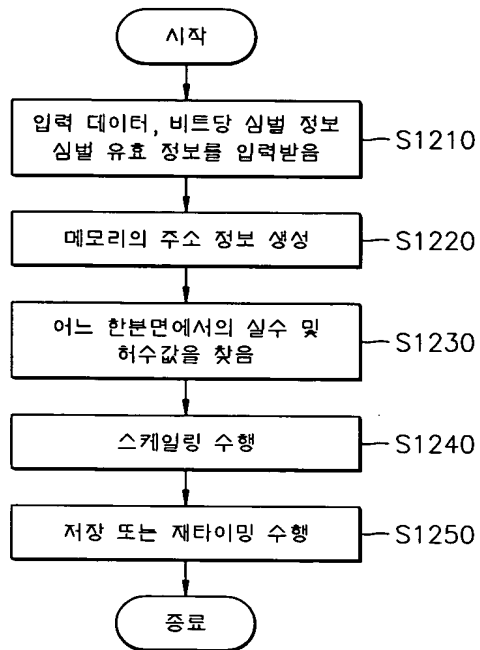 시작
입력 데이터, 비트당 심벌 정보
심벌 유효 정보를 입력받음
S1210
메모리의 주소 정보 생성
S1220
어느 한분면에서의 실수 및
허수값을 찾음
S1230
스케일링 수행
S1240
저장 또는 재타이밍 수행
S1250
종료